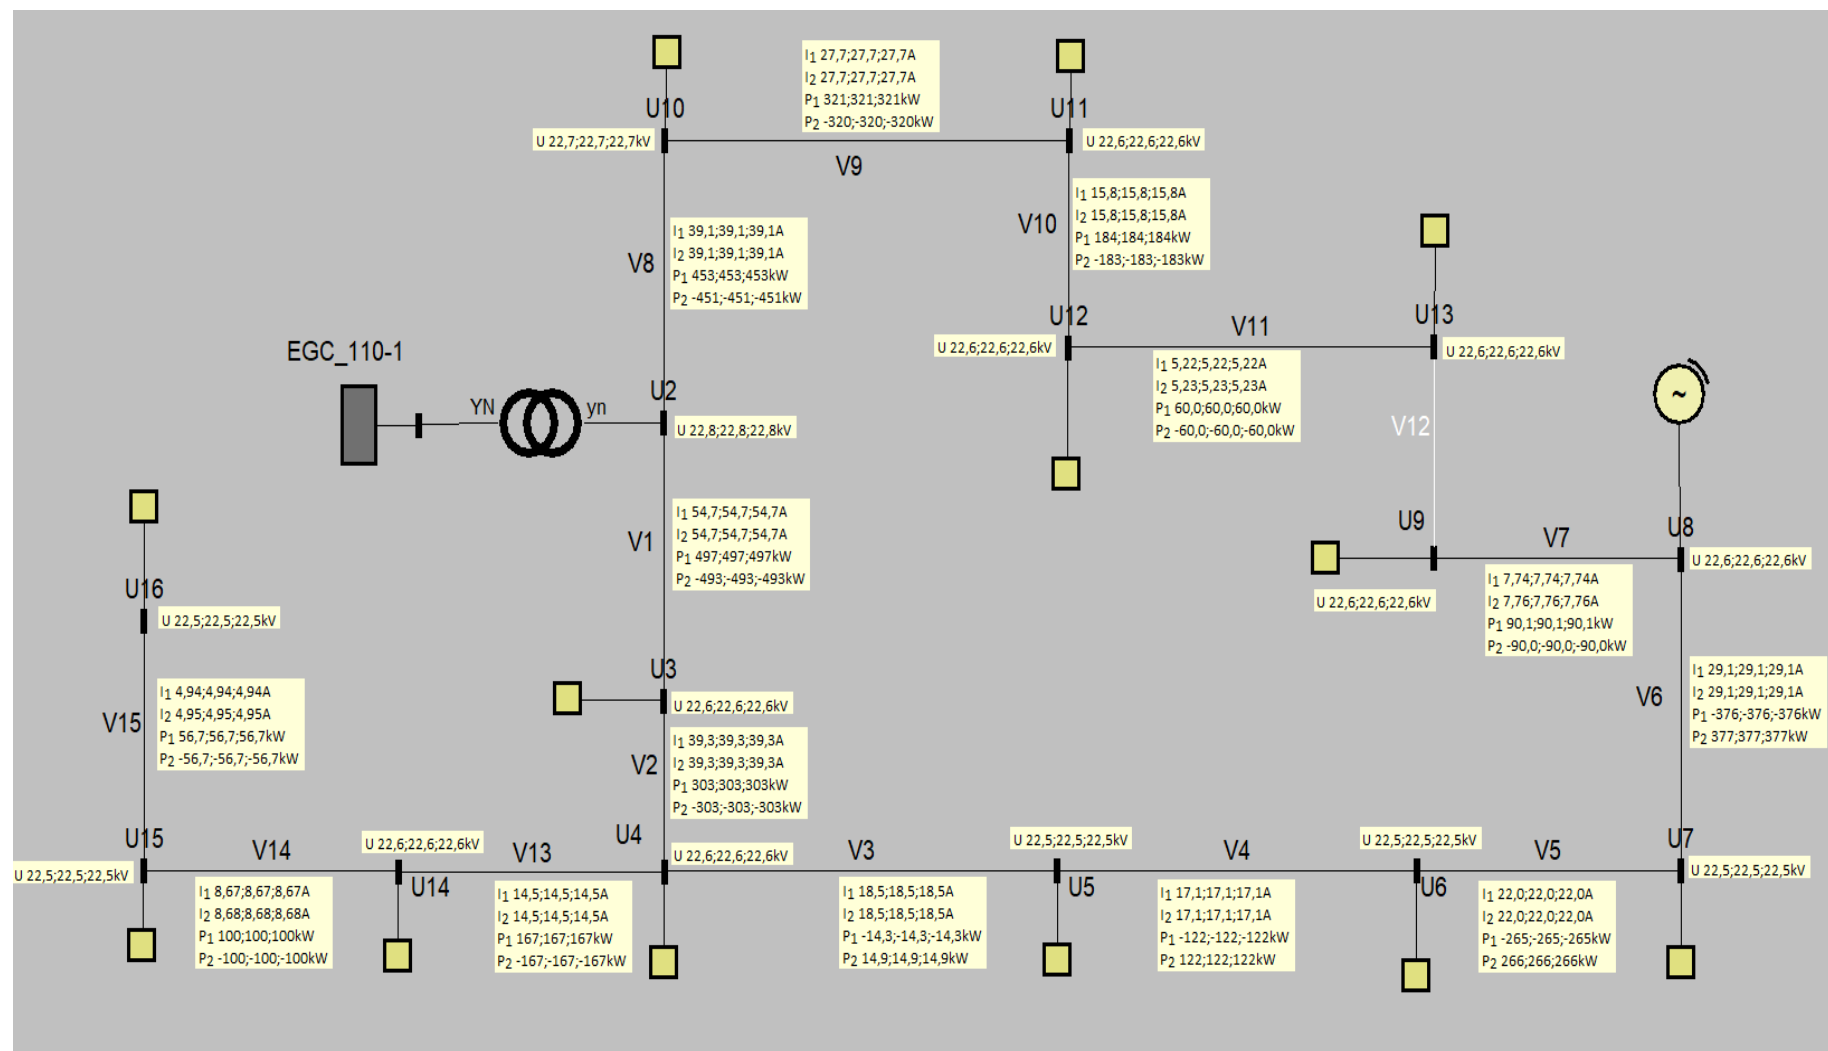 U10
I1 27,7;27,7;27,7A
I2 27,7;27,7;27,7A
P1 321;321;321kW
P2 -320;-320;-320kW
U11
U 22,7;22,7;22,7kV
V9
U 22,6;22,6;22,6kV
V8
I1 39,1;39,1;39,1A
I2 39,1;39,1;39,1A
P1 453;453;453kW
P2 -451;-451;-451kW
V10
I1 15,8;15,8;15,8A
I2 15,8;15,8;15,8A
P1 184;184;184kW
P2 -183;-183;-183kW
U12
U 22,6;22,6;22,6kV
V11
I1 5,22;5,22;5,22A
I2 5,23;5,23;5,23A
P1 60,0;60,0;60,0kW
P2 -60,0;-60,0;-60,0kW
U13
U 22,6;22,6;22,6kV
EGC_110-1
YN
yn
U2
U 22,8;22,8;22,8kV
V12
~
V1
I1 54,7;54,7;54,7A
I2 54,7;54,7;54,7A
P1 497;497;497kW
P2 -493;-493;-493kW
U9
U 22,6;22,6;22,6kV
V7
I1 7,74;7,74;7,74A
I2 7,76;7,76;7,76A
P1 90,1;90,1;90,1kW
P2 -90,0;-90,0;-90,0kW
U8
U 22,6;22,6;22,6kV
U16
U 22,5;22,5;22,5kV
U3
U 22,6;22,6;22,6kV
V15
I1 4,94;4,94;4,94A
I2 4,95;4,95;4,95A
P1 56,7;56,7;56,7kW
P2 -56,7;-56,7;-56,7kW
V2
I1 39,3;39,3;39,3A
I2 39,3;39,3;39,3A
P1 303;303;303kW
P2 -303;-303;-303kW
V6
I1 29,1;29,1;29,1A
I2 29,1;29,1;29,1A
P1 -376;-376;-376kW
P2 377;377;377kW
U15
U 22,5;22,5;22,5kV
V14
I1 8,67;8,67;8,67A
I2 8,68;8,68;8,68A
P1 100;100;100kW
P2 -100;-100;-100kW
U 22,6;22,6;22,6kV
U14
V13
I1 14,5;14,5;14,5A
I2 14,5;14,5;14,5A
P1 167;167;167kW
P2 -167;-167;-167kW
U4
U 22,6;22,6;22,6kV
V3
I1 18,5;18,5;18,5A
I2 18,5;18,5;18,5A
P1 -14,3;-14,3;-14,3kW
P2 14,9;14,9;14,9kW
U 22,5;22,5;22,5kV
U5
V4
I1 17,1;17,1;17,1A
I2 17,1;17,1;17,1A
P1 -122;-122;-122kW
P2 122;122;122kW
U 22,5;22,5;22,5kV
U6
V5
I1 22,0;22,0;22,0A
I2 22,0;22,0;22,0A
P1 -265;-265;-265kW
P2 266;266;266kW
U7
U 22,5;22,5;22,5kV